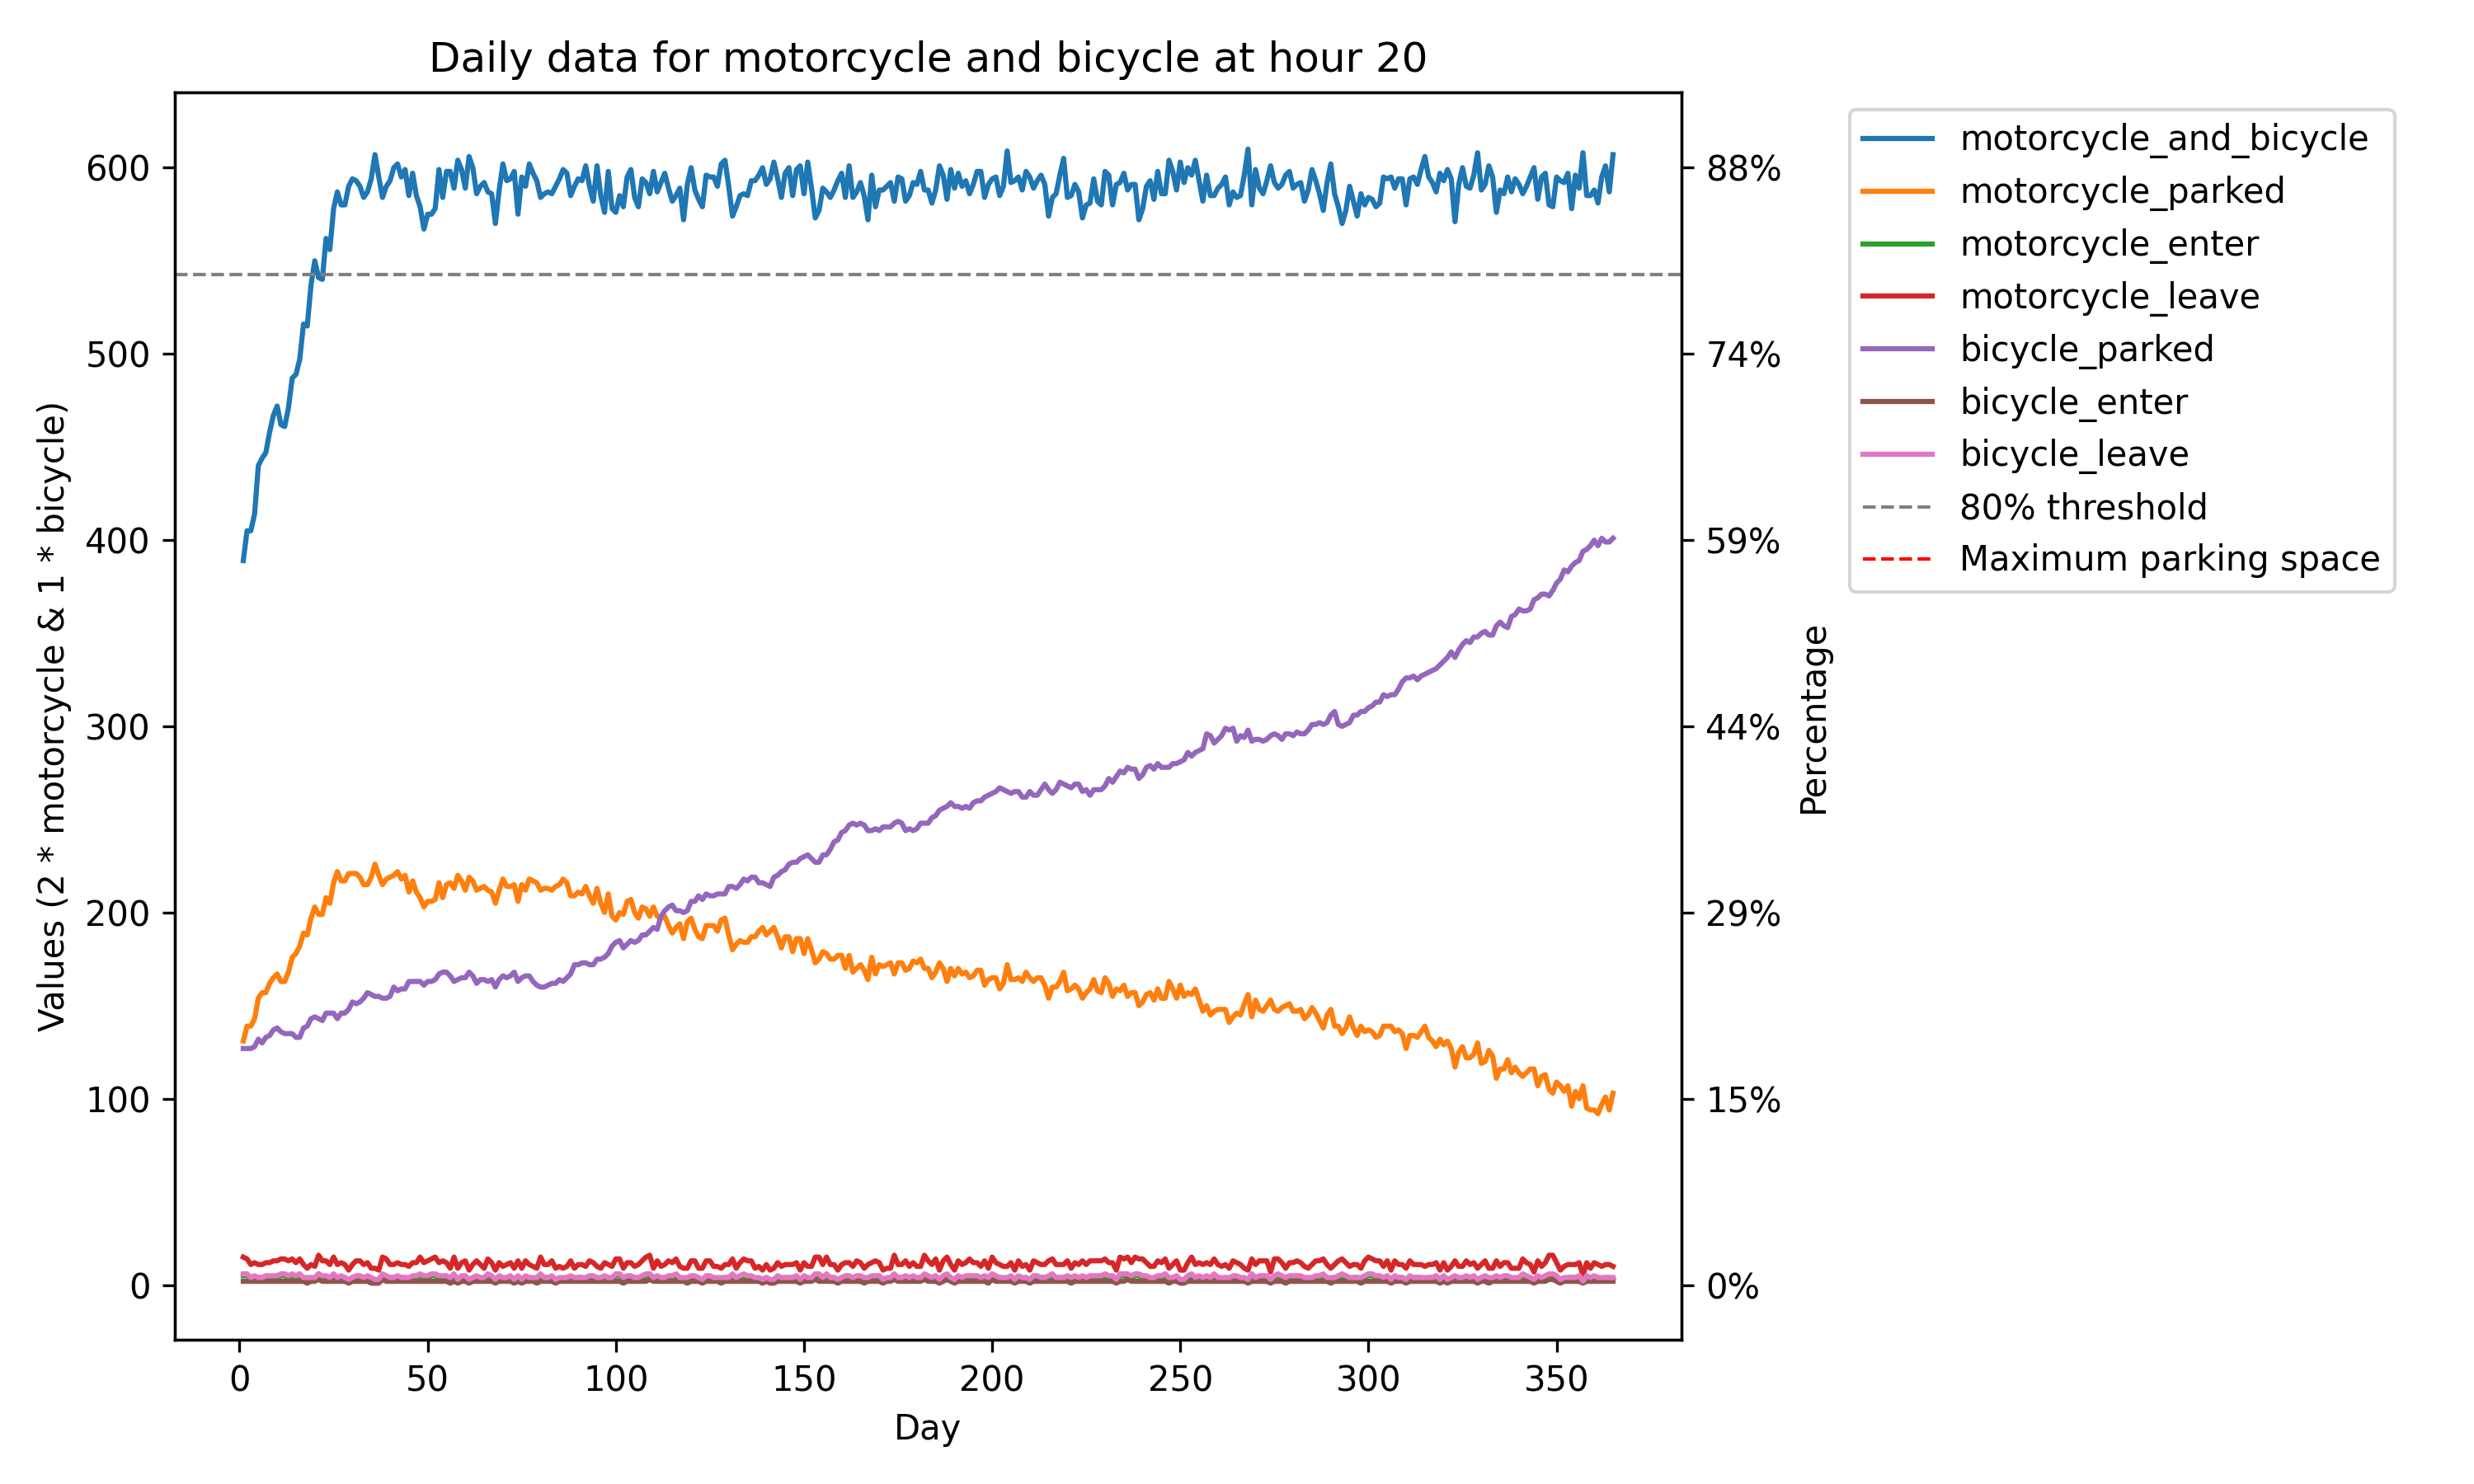 Daily data for motorcycle and bicycle at hour 20
Values (2 * motorcycle & 1 * bicycle)
600
500
400
300
200
100
0
88%
74%
59%
44%
29%
15%
0%
Percentage
0 50 100 150 200 250 300 350
Day
motorcycle_and_bicycle
motorcycle_parked
motorcycle_enter
motorcycle_leave
bicycle_parked
bicycle_enter
bicycle_leave
80% threshold
Maximum parking space